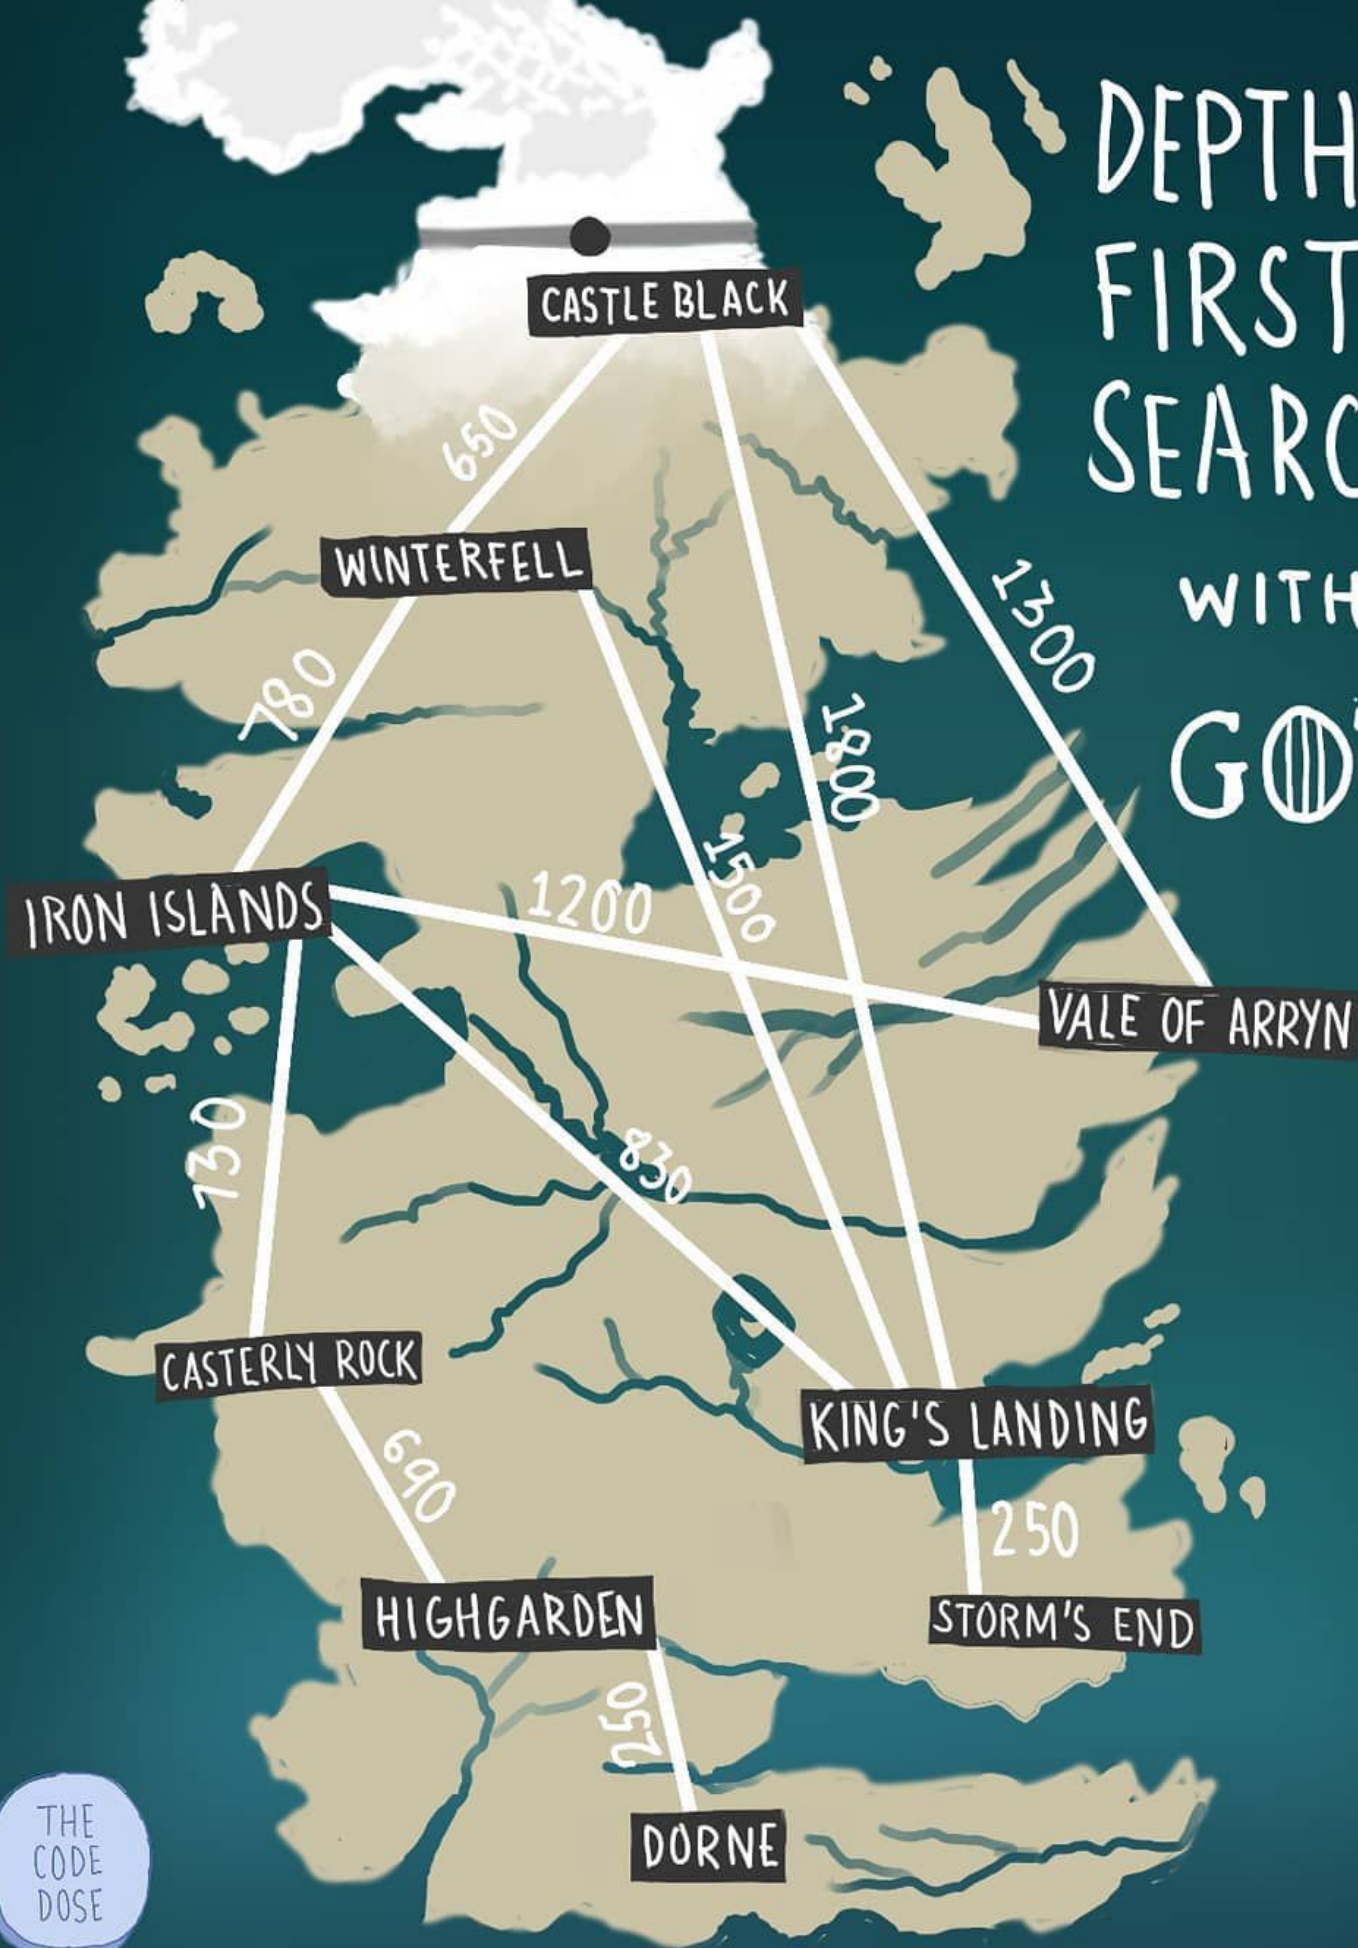 DEPTH
FIRST
SEARC
WITH
GOT
CASTLE BLACK
650
WINTERFELL
1300
780
1800
1500
1200
IRON ISLANDS
VALE OF ARRYN
730
830
CASTERLY ROCK
KING'S LANDING
690
250
HIGHGARDEN
STORM'S END
250
DORNE
THE
CODE
DOSE